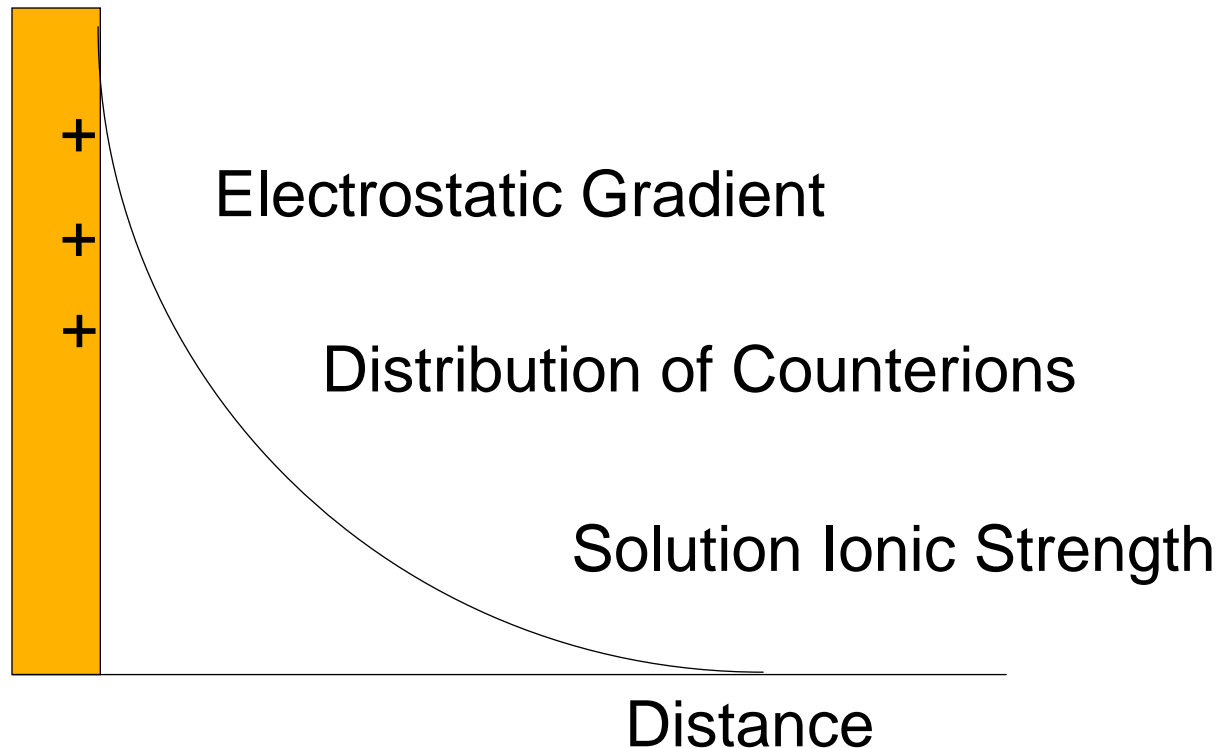 +
Electrostatic Gradient
+
+
Distribution of Counterions
Solution Ionic Strength
Distance